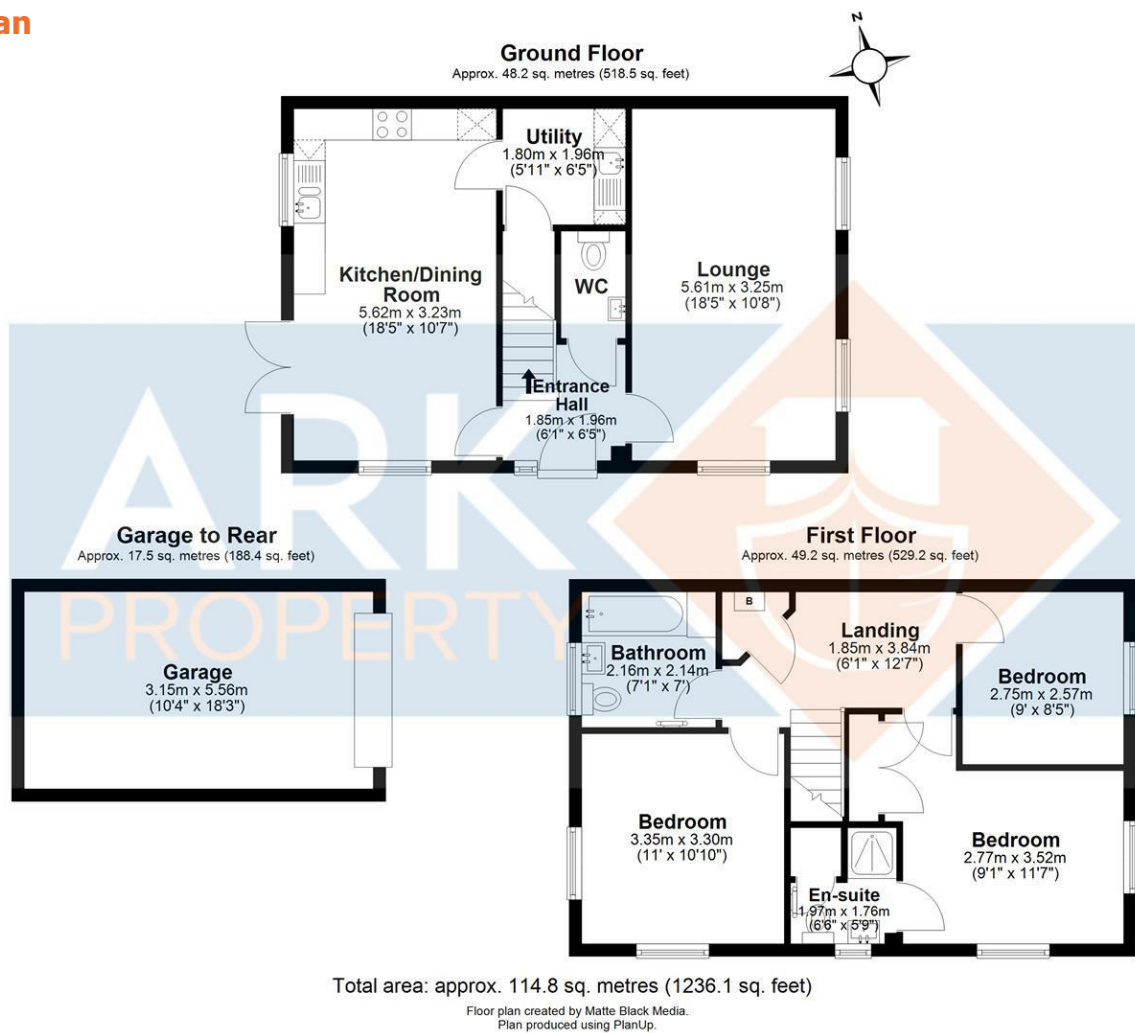 an
N
Ground Floor
Approx. 48.2 sq. metres (518.5 sq. feet)
Utility
1.80m x 1.96m
(5'11" x 6'5")
Kitchen/Dining
Room
5.62m x 3.23m
(18'5" x 10'7")
WC
Lounge
5.61m x 3.25m
(18'5" x 10'8")
Entrance
Hall
1.85m x 1.96m
(6'1" x 6'5")
ARK
PROPERTY
Garage to Rear
Approx. 17.5 sq. metres (188.4 sq. feet)
Garage
3.15m x 5.56m
(10'4" x 18'3")
First Floor
Approx. 49.2 sq. metres (529.2 sq. feet)
B
Bathroom
2.16m x 2.14m
(7'1" x 7')
Landing
1.85m x 3.84m
(6'1" x 12'7")
Bedroom
2.75m x 2.57m
(9' x 8'5")
Bedroom
3.35m x 3.30m
(11' x 10'10")
Bedroom
2.77m x 3.52m
(9'1" x 11'7")
En-suite
1.97m x 1.76m
(6'6" x 5'9")
Total area: approx. 114.8 sq. metres (1236.1 sq. feet)
Floor plan created by Matte Black Media.
Plan produced using PlanUp.